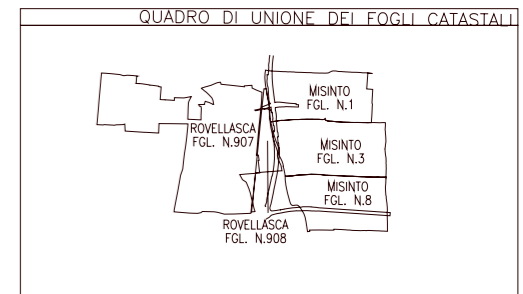 QUADRO DI UNIONE DEI FOGLI CATASTALI
MISINTO
FGL. N.1
ROVELLASCA
FGL. N.907
MISINTO
FGL. N.3
MISINTO
FGL. N.8
ROVELLASCA
FGL. N.908